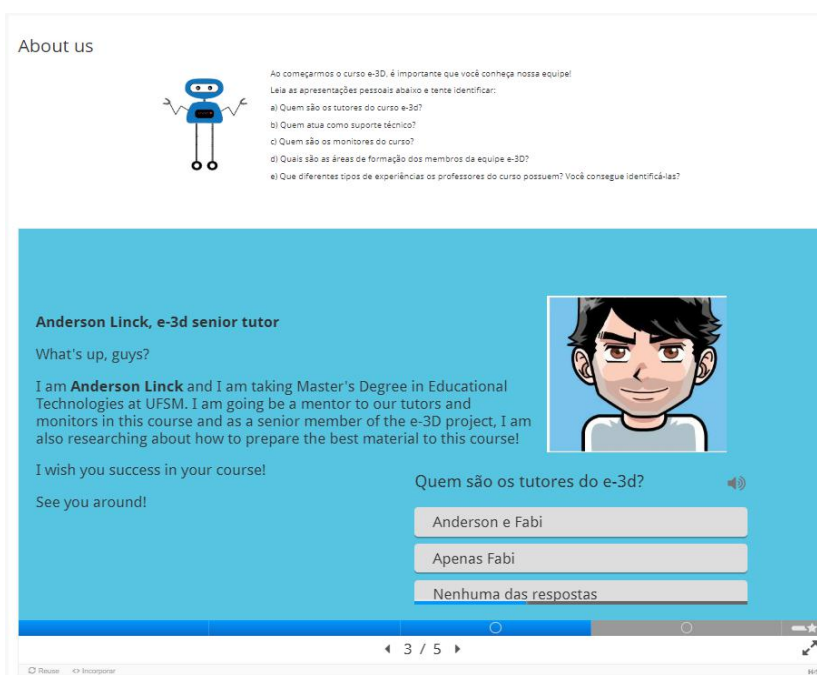 About us
Ao começarmos o curso e-3D, é importante que você conheça nossa equipe!
Leia as apresentações pessoais abaixo e tente identificar:
a) Quem são os tutores do curso e-3d?
b) Quem atua como suporte técnico?
c) Quem são os monitores do curso?
d) Quais são as áreas de formação dos membros da equipe e-3D?
e) Que diferentes tipos de experiências os professores do curso possuem? Você consegue identificá-las?
Anderson Linck, e-3d senior tutor
What's up, guys?
I am Anderson Linck and I am taking Master's Degree in Educational
Technologies at UFSM. I am going be a mentor to our tutors and
monitors in this course and as a senior member of the e-3D project, I am
also researching about how to prepare the best material to this course!
I wish you success in your course!
See you around!
Quem são os tutores do e-3d?
Anderson e Fabi
Apenas Fabi
Nenhuma das respostas
3 / 5
Reuse <> Incorporar